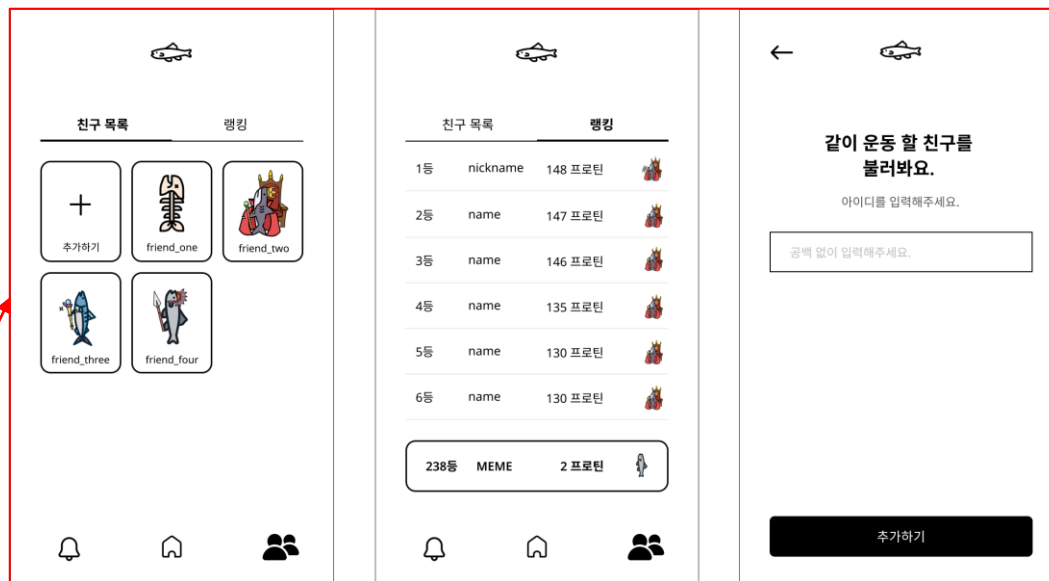 친구 목록
랭킹
추가하기
friend_one
friend_two
friend_three
friend_four
친구 목록
랭킹
1등 nickname 148 프로틴
2등 name 147 프로틴
3등 name 146 프로틴
4등 name 135 프로틴
5등 name 130 프로틴
6등 name 130 프로틴
238등 MEME 2 프로틴
같이 운동 할 친구를
불러봐요.
아이디를 입력해주세요.
공백 없이 입력해주세요.
추가하기